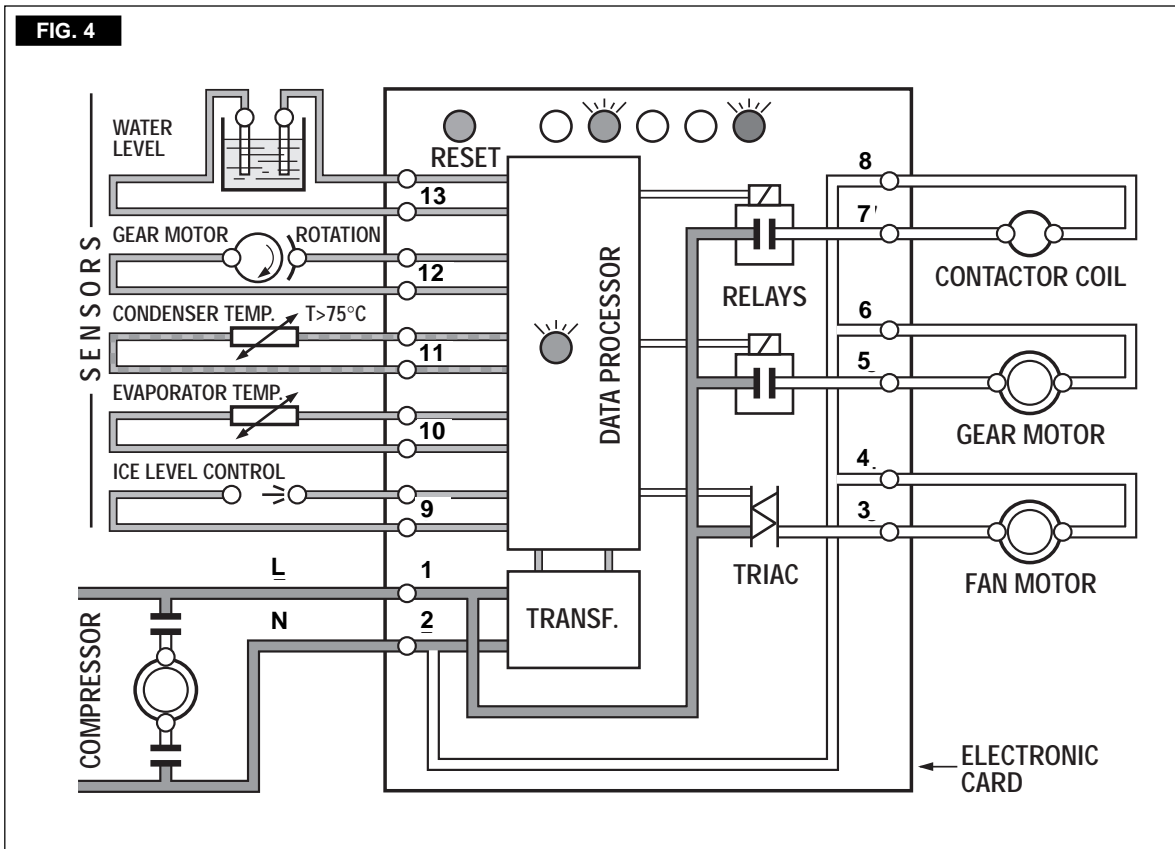 FIG. 4
WATER
LEVEL
RESET
13
GEAR MOTOR ROTATION
12
CONDENSER TEMP. T>75°C
11
EVAPORATOR TEMP.
10
ICE LEVEL CONTROL
9
SENSORS
DATA PROCESSOR
RELAYS
TRIAC
8
7
CONTACTOR COIL
6
5
GEAR MOTOR
4
3
FAN MOTOR
L
1
N
2
TRANSF.
COMPRESSOR
ELECTRONIC
CARD